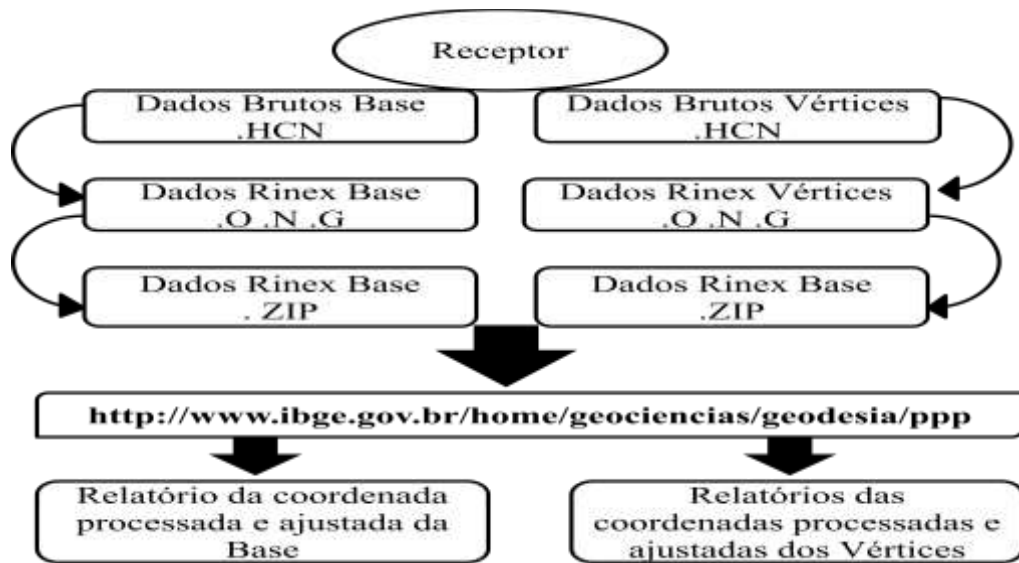 Receptor
Dados Brutos Base
.HCN
Dados Brutos Vértices
.HCN
Dados Rinex Base
.O .N .G
Dados Rinex Vértices
.O .N .G
Dados Rinex Base
. ZIP
Dados Rinex Base
.ZIP
http://www.ibge.gov.br/home/geociencias/geodesia/ppp
Relatório da coordenada
processada e ajustada da
Base
Relatórios das
coordenadas processadas e
ajustadas dos Vértices